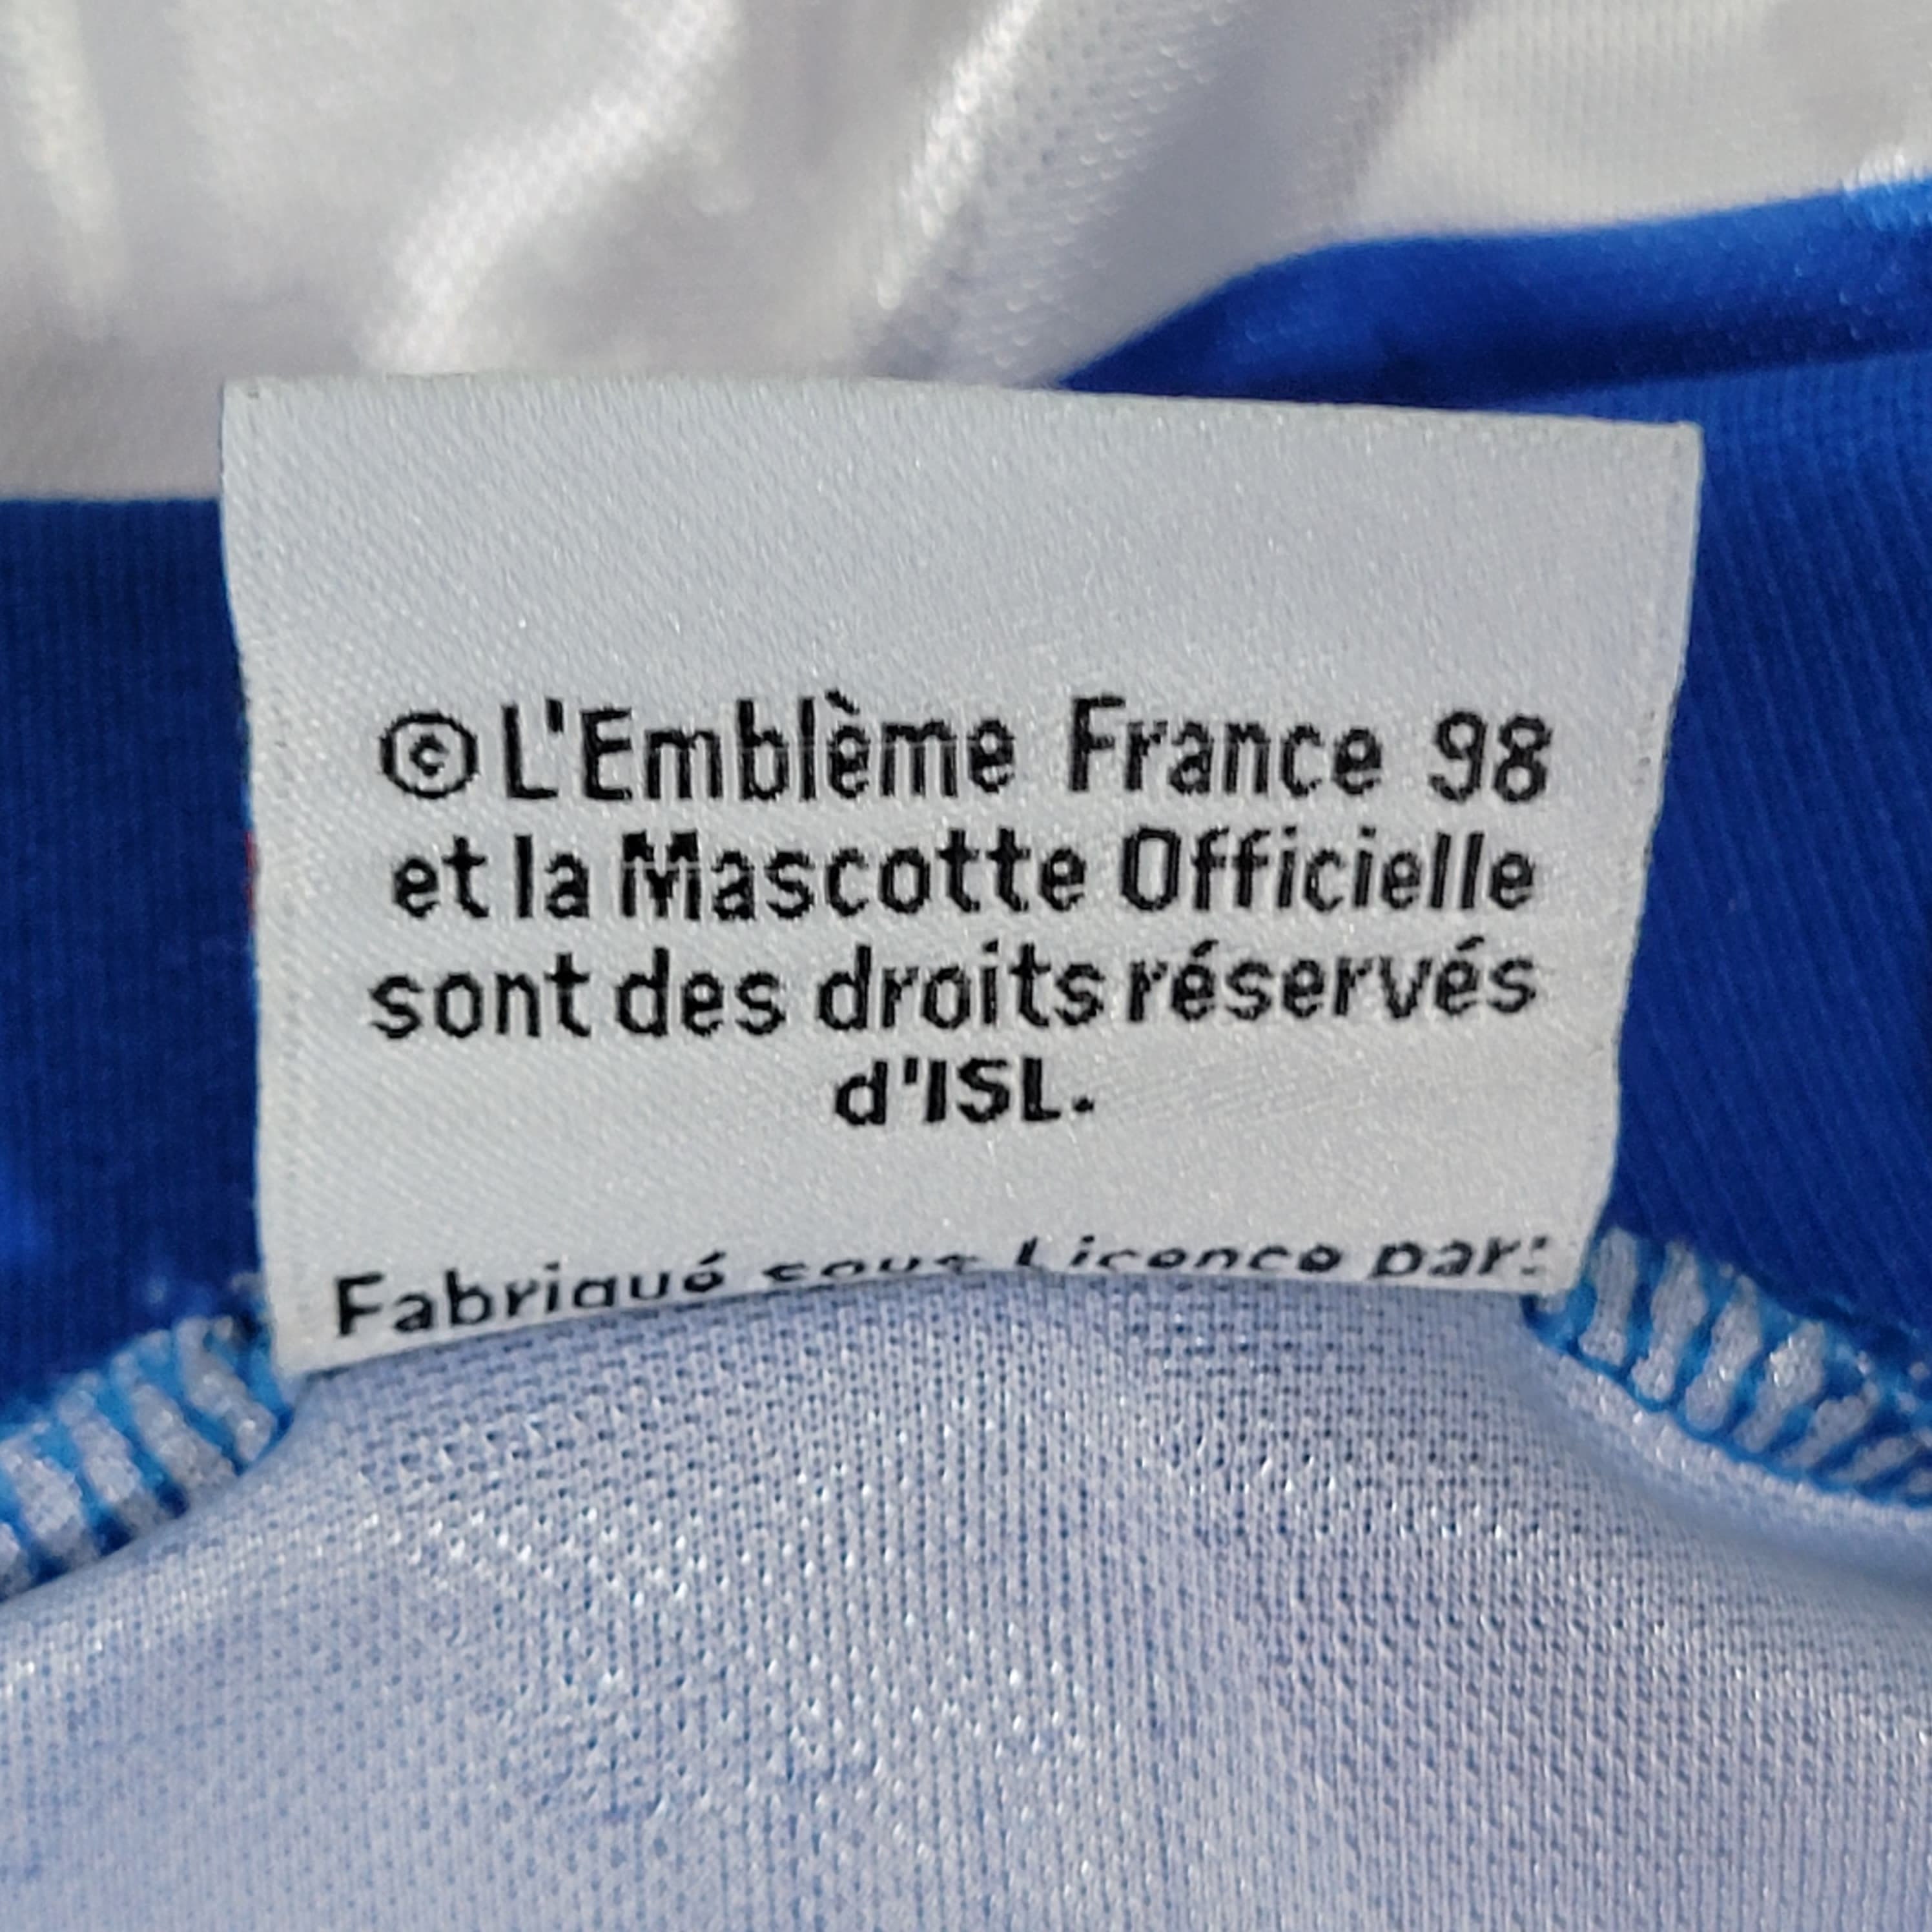 © L'Emblème France 98
et la Mascotte Officielle
sont des droits réservés
d'ISL.
Fabriqué sous Licence par: